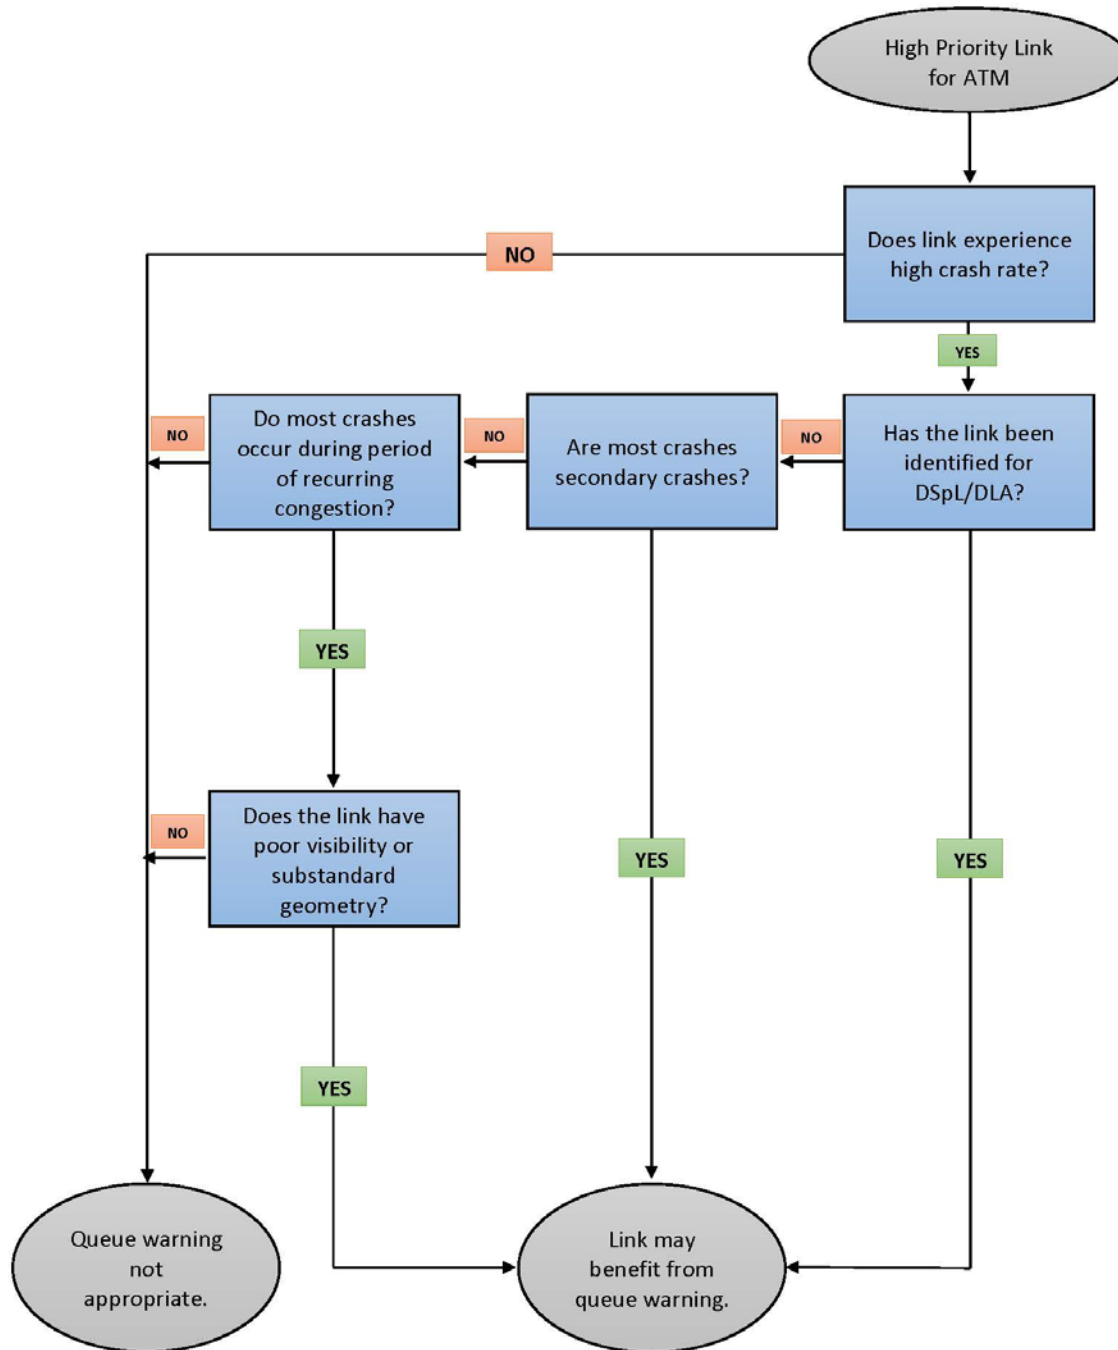 High Priority Link
for ATM
Does link experience
high crash rate?
NO
YES
Do most crashes
occur during period
of recurring
congestion?
NO
Are most crashes
secondary crashes?
NO
Has the link been
identified for
DSpL/DLA?
NO
YES
Does the link have
poor visibility or
substandard
geometry?
NO
YES
YES
YES
Queue warning
not
appropriate.
Link may
benefit from
queue warning.